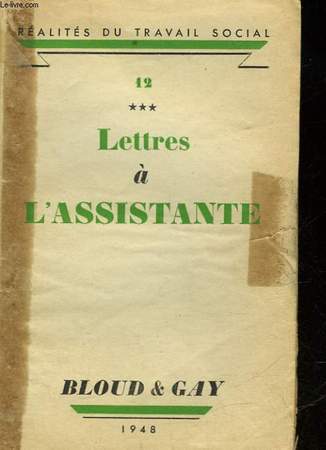 Le-livre.com
RÉALITÉS DU TRAVAIL SOCIAL
12
***
Lettres
à
L'ASSISTANTE
BLOUD & GAY
1948